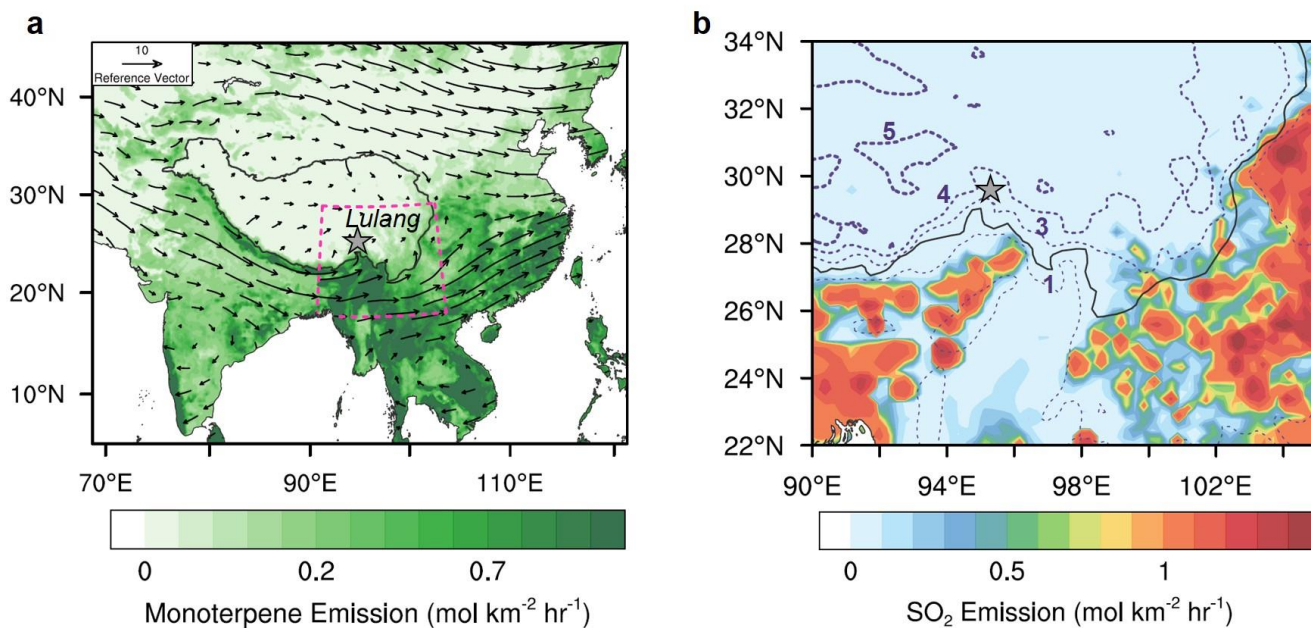 a
10
Reference Vector
40°N
30°N
20°N
10°N
Lulang
70°E 90°E 110°E
0 0.2 0.7
Monoterpene Emission (mol km⁻² hr⁻¹)
b
34°N
32°N
30°N
28°N
26°N
24°N
22°N
5
4
3
1
90°E 94°E 98°E 102°E
0 0.5 1
SO₂ Emission (mol km⁻² hr⁻¹)